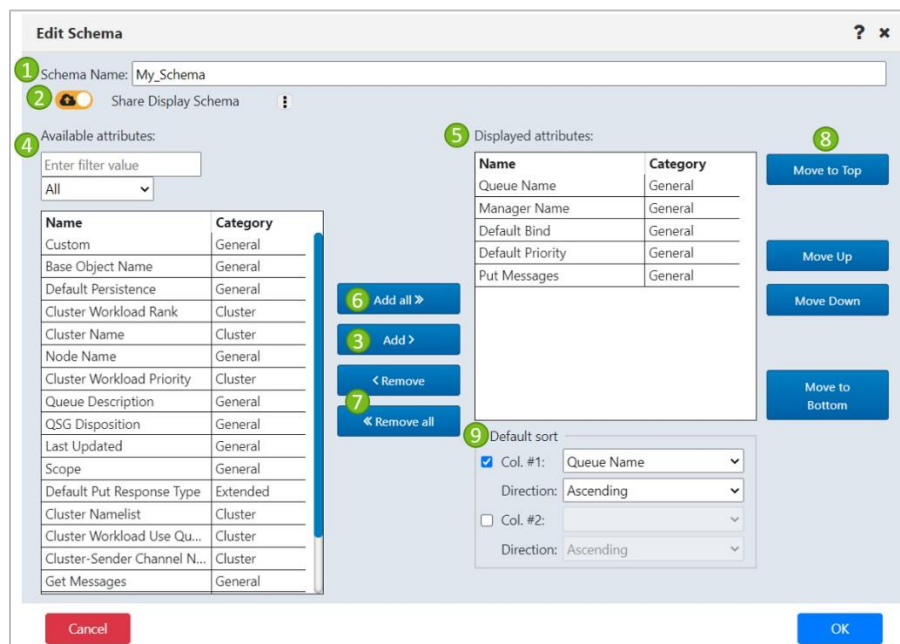 Edit Schema ? ×
1 Schema Name: My_Schema
2 Share Display Schema
4 Available attributes:
Enter filter value
All
Name Category
Custom General
Base Object Name General
Default Persistence General
Cluster Workload Rank Cluster
Cluster Name Cluster
Node Name General
Cluster Workload Priority Cluster
Queue Description General
QSG Disposition General
Last Updated General
Scope General
Default Put Response Type Extended
Cluster Namelist Cluster
Cluster Workload Use Qu... Cluster
Cluster-Sender Channel N... Cluster
Get Messages General
6 Add all »
3 Add >
< Remove
7
« Remove all
5 Displayed attributes:
Name Category
Queue Name General
Manager Name General
Default Bind General
Default Priority General
Put Messages General
8
Move to Top
Move Up
Move Down
Move to
Bottom
9 Default sort
Col. #1: Queue Name
Direction: Ascending
Col. #2:
Direction: Ascending
Cancel OK